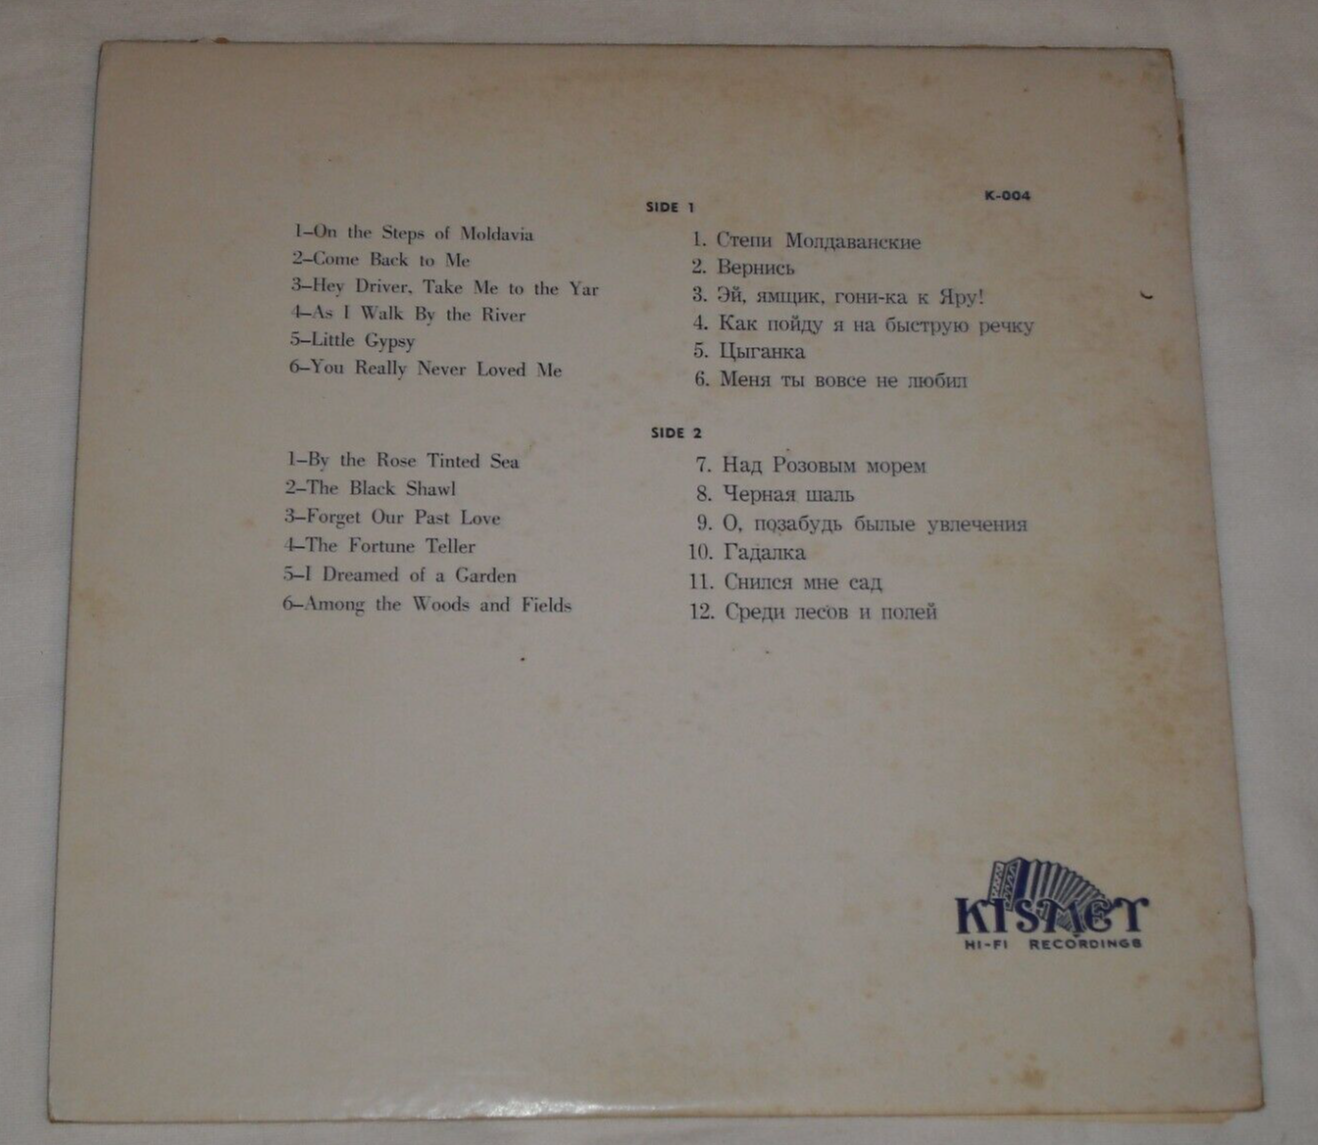 K-004
SIDE 1
1–On the Steps of Moldavia
2–Come Back to Me
3–Hey Driver, Take Me to the Yar
4–As I Walk By the River
5–Little Gypsy
6–You Really Never Loved Me
1. Степи Молдаванские
2. Вернись
3. Эй, ямщик, гони-ка к Яру!
4. Как пойду я на быструю речку
5. Цыганка
6. Меня ты вовсе не любил
SIDE 2
1–By the Rose Tinted Sea
2–The Black Shawl
3–Forget Our Past Love
4–The Fortune Teller
5–I Dreamed of a Garden
6–Among the Woods and Fields
7. Над Розовым морем
8. Черная шаль
9. О, позабудь былые увлечения
10. Гадалка
11. Снился мне сад
12. Среди лесов и полей
KISMET
HI-FI RECORDINGS